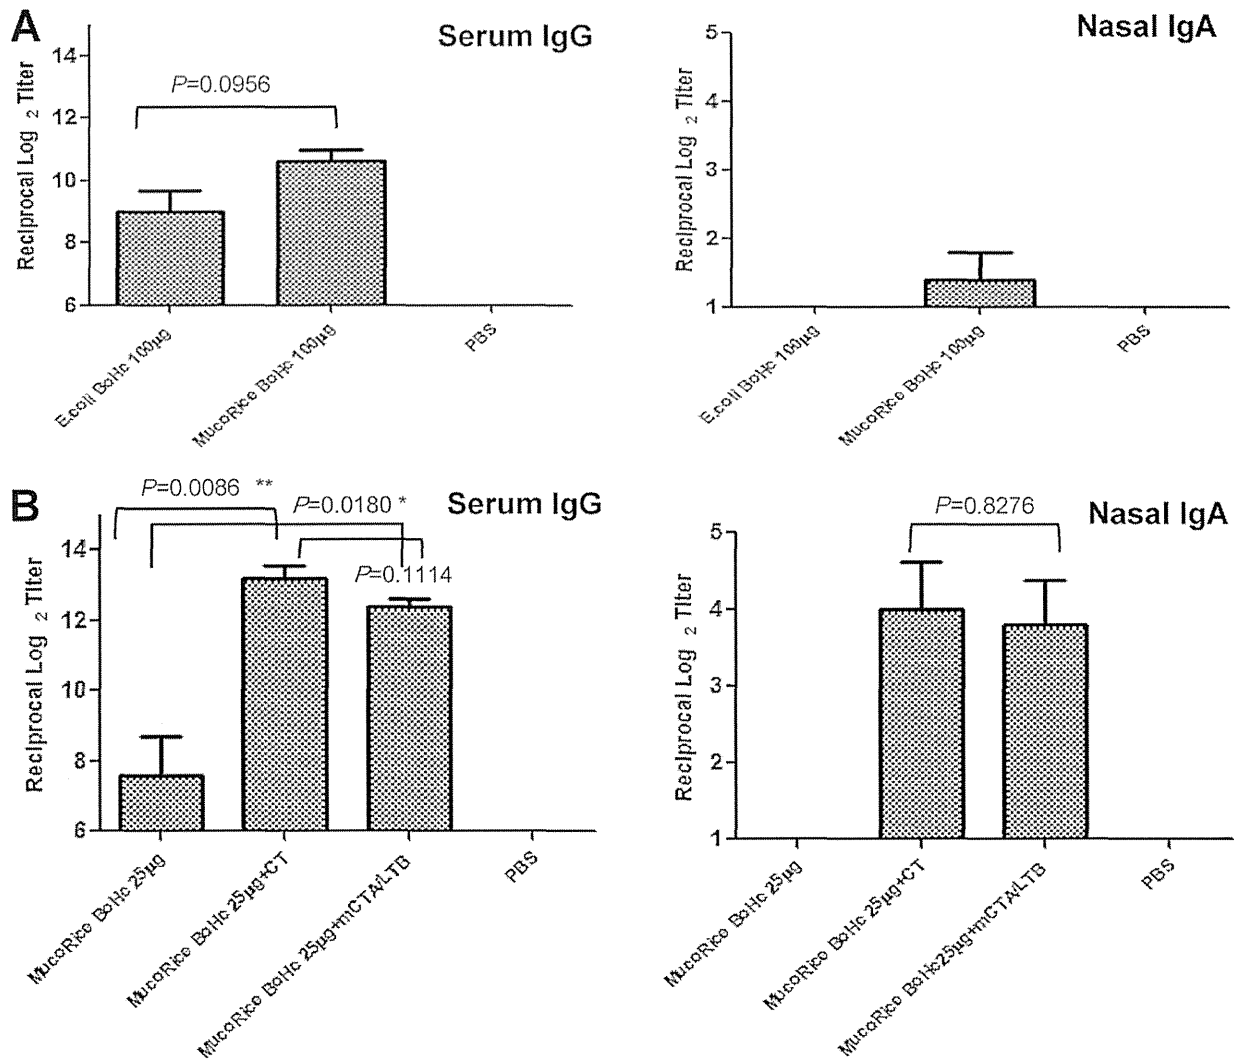 A
Serum IgG
P=0.0956
Reciprocal Log 2 Titer
14
12
10
8
6
E.coli BoHc 100µg
MucoRice BoHc 100µg
PBS
Nasal IgA
Reciprocal Log 2 Titer
5
4
3
2
1
E.coli BoHc 100µg
MucoRice BoHc 100µg
PBS
B
Serum IgG
P=0.0086 **
P=0.0180 *
P=0.1114
Reciprocal Log 2 Titer
14
12
10
8
6
MucoRice BoHc 25µg
MucoRice BoHc 25µg+CT
MucoRice BoHc 25µg+mCTA/LTB
PBS
Nasal IgA
P=0.8276
Reciprocal Log 2 Titer
5
4
3
2
1
MucoRice BoHc 25µg
MucoRice BoHc 25µg+CT
MucoRice BoHc25µg+mCTA/LTB
PBS